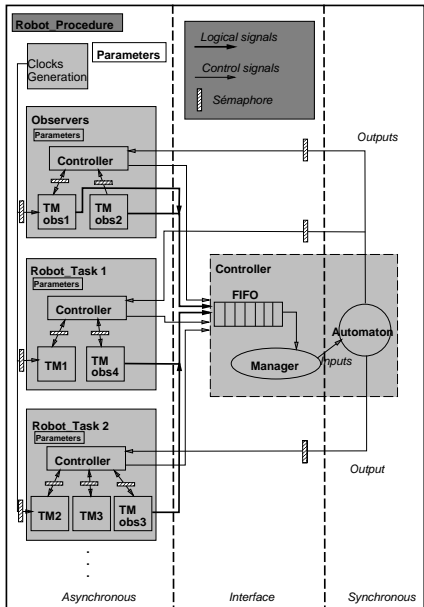 Robot_Procedure
Parameters
Clocks
Generation
Logical signals
Control signals
Sémaphore
Observers
Parameters
Controller
TM
obs1
TM
obs2
Outputs
Robot_Task 1
Parameters
Controller
TM1
TM
obs4
Controller
FIFO
Manager
Inputs
Automaton
Robot_Task 2
Parameters
Controller
TM2
TM3
TM
obs3
Output
Asynchronous
Interface
Synchronous